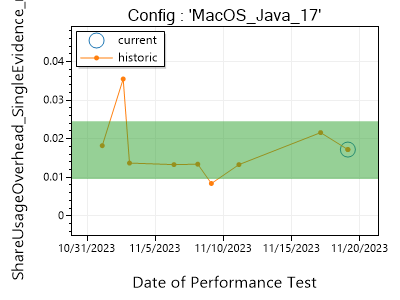 Config : 'MacOS_Java_17'
current
historic
0.04
0.03
0.02
0.01
0
10/31/2023 11/5/2023 11/10/2023 11/15/2023 11/20/2023
Date of Performance Test
ShareUsageOverhead_SingleEvidence_